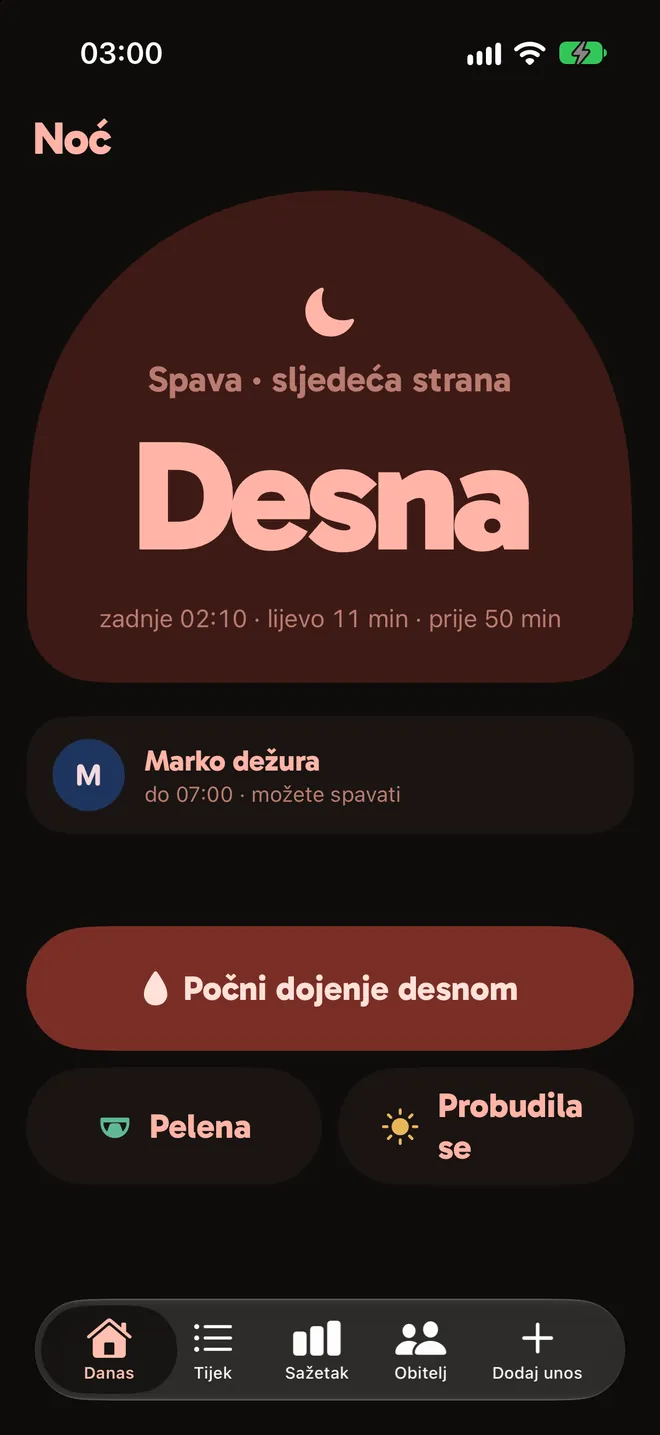 03:00
Noć
Spava · sljedeća strana
Desna
zadnje 02:10 · lijevo 11 min · prije 50 min
M
Marko dežura
do 07:00 · možete spavati
Počni dojenje desnom
Pelena
Probudila
se
Danas
Tijek
Sažetak
Obitelj
Dodaj unos